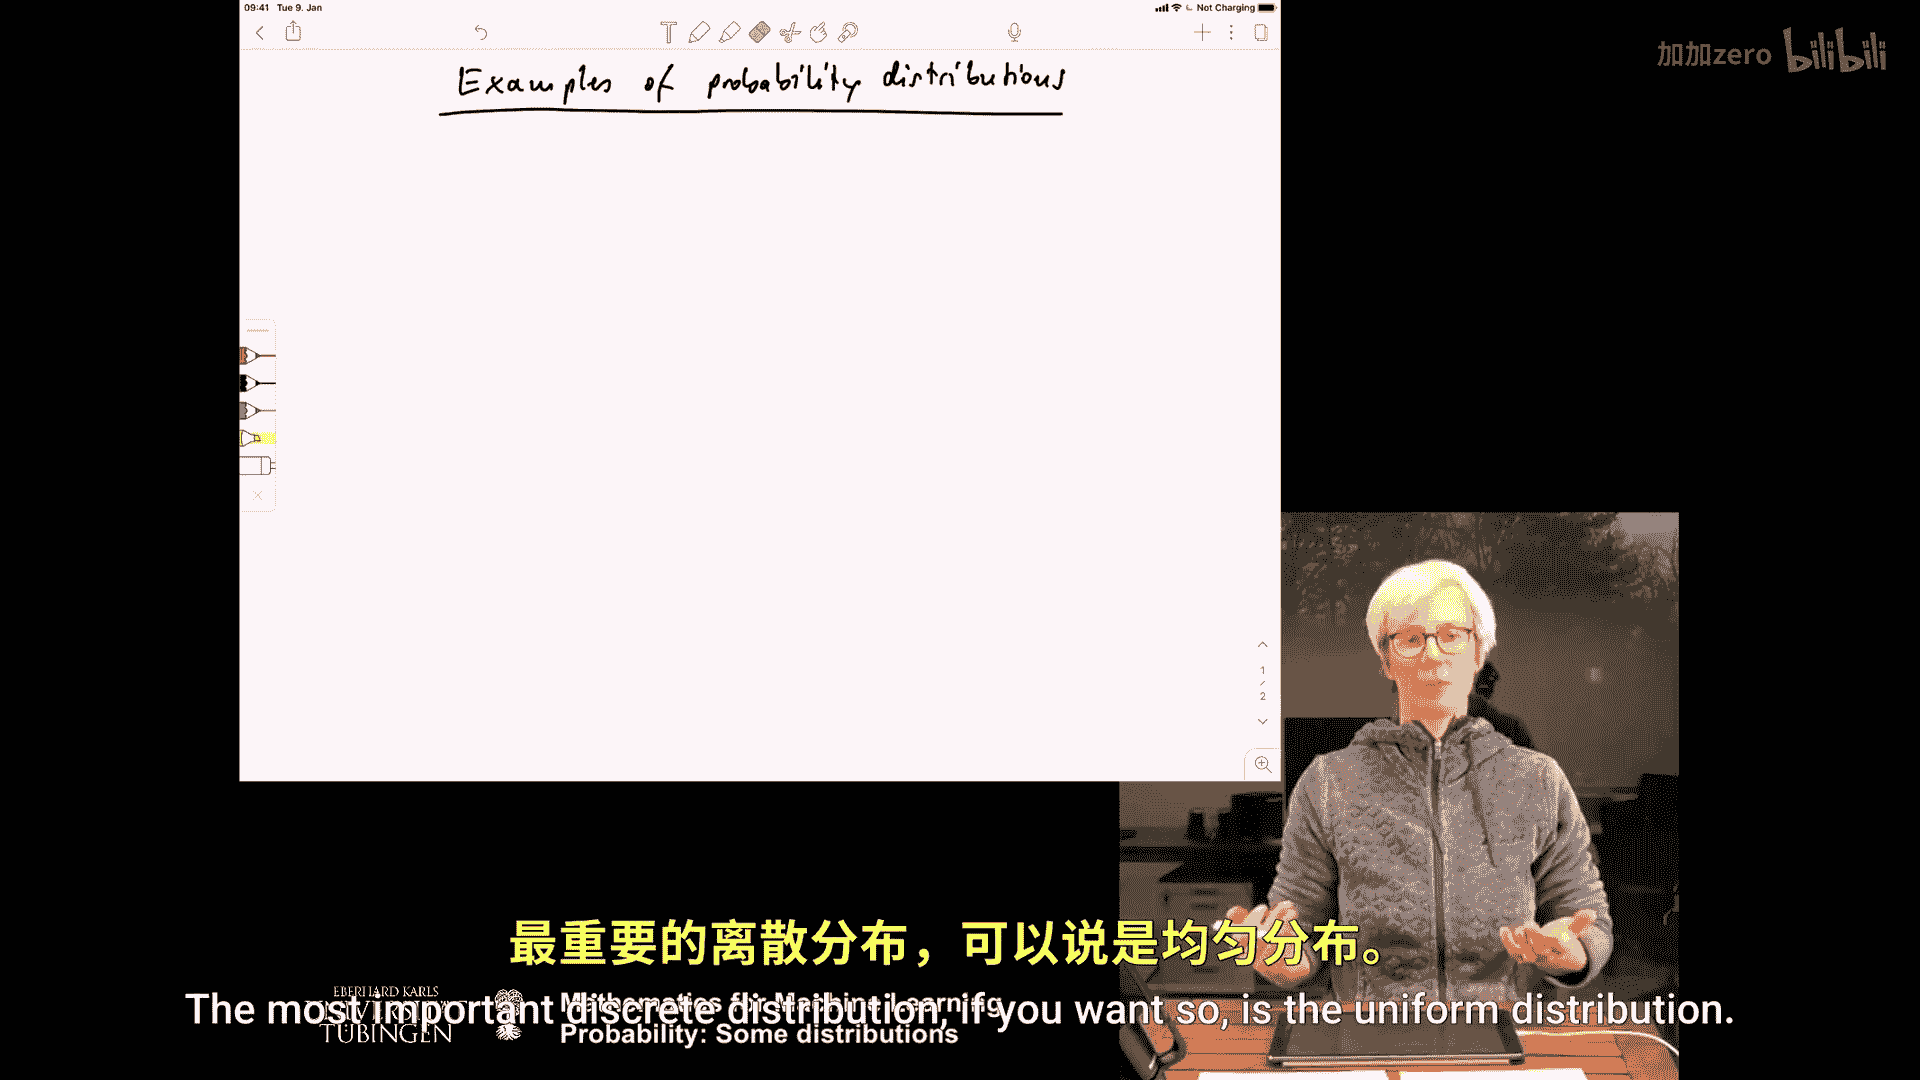 09:41 Tue 9. Jan
Not Charging
加加zero bilibili
T
Examples of probability distributions
1
2
最重要的离散分布，可以说是均匀分布。
The most important discrete distribution, if you want so, is the uniform distribution.
EBERHARD KARLS
UNIVERSITÄT
TÜBINGEN
Mathematics for Machine Learning
Probability: Some distributions